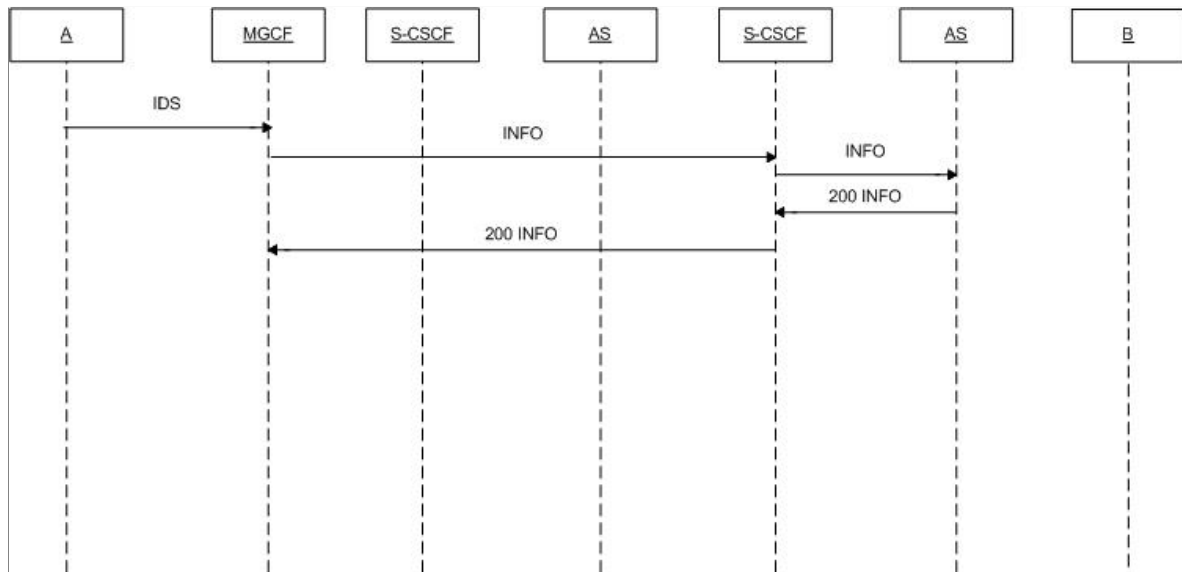 A MGCF S-CSCF AS S-CSCF AS B
IDS
INFO
INFO
200 INFO
200 INFO